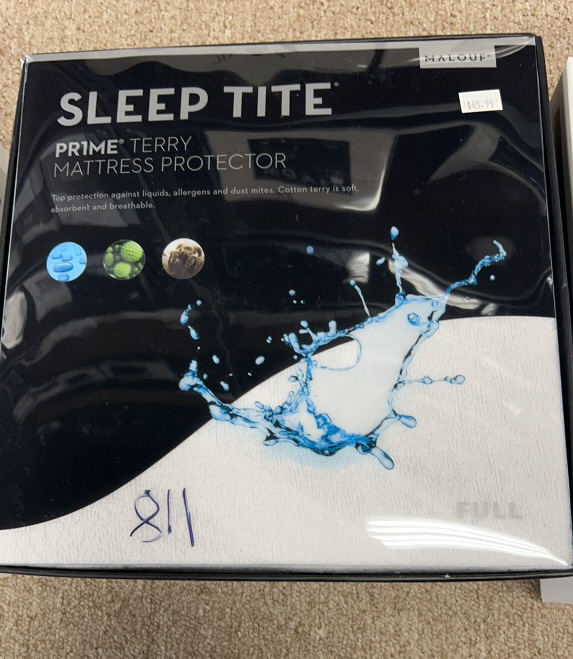 MALOUF®
SLEEP TITE®
$45.95
PR1ME® TERRY
MATTRESS PROTECTOR
Top protection against liquids, allergens and dust mites. Cotton terry is soft,
absorbent and breathable.
811
FULL